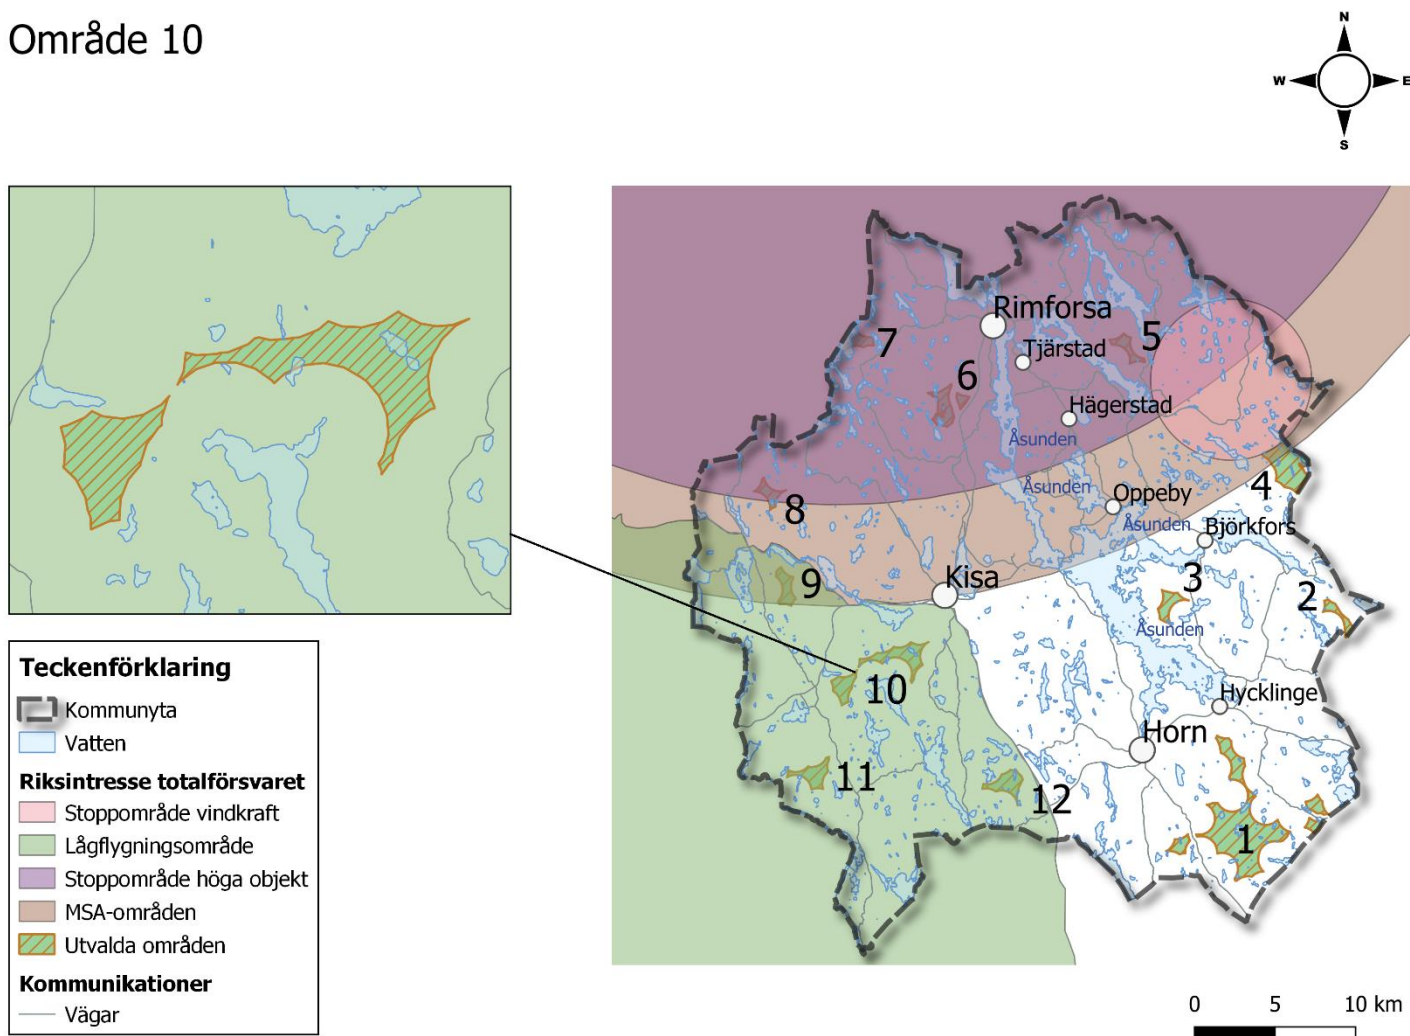 Område 10
N
W
E
S
Rimforsa
7
5
Tjärstad
6
Hägerstad
Åsunden
4
Åsunden
8
Oppeby
Åsunden
Björkfors
9
Kisa
3
2
Åsunden
10
Hycklinge
Horn
11
12
1
Teckenförklaring
Kommunyta
Vatten
Riksintresse totalförsvaret
Stoppområde vindkraft
Lågflygningsområde
Stoppområde höga objekt
MSA-områden
Utvalda områden
Kommunikationer
Vägar
0 5 10 km